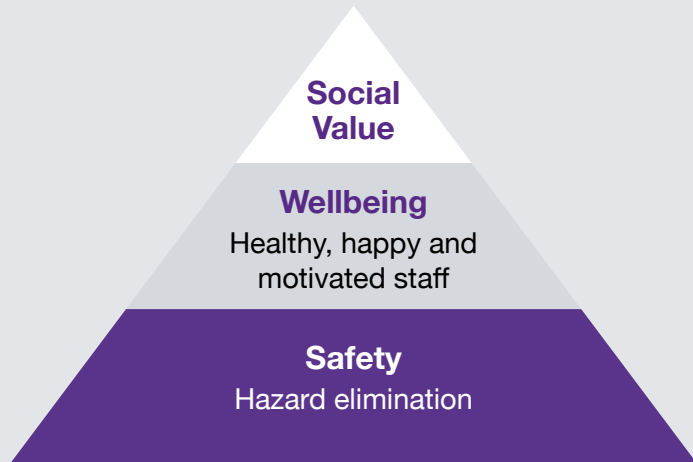 Social
Value
Wellbeing
Healthy, happy and
motivated staff
Safety
Hazard elimination